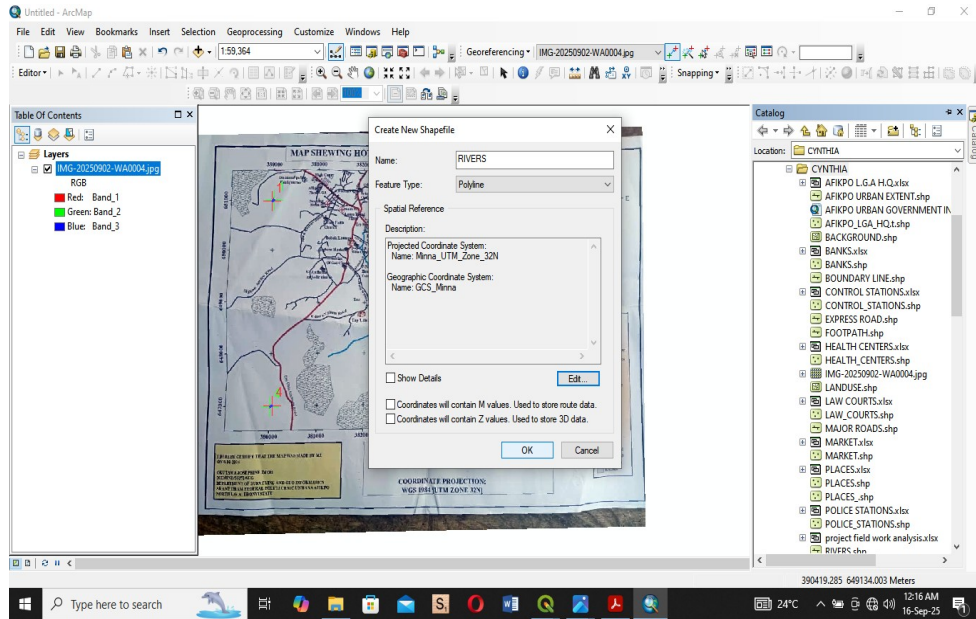 Untitled - ArcMap
File Edit View Bookmarks Insert Selection Geoprocessing Customize Windows Help
1:59,364
Georeferencing
IMG-20250902-WA0004.jpg
Editor
Snapping
Table Of Contents
Layers
IMG-20250902-WA0004.jpg
RGB
Red: Band_1
Green: Band_2
Blue: Band_3
MAP SHEWING HO
COORDINATE PROJECTION:
WGS 1984 [UTM ZONE 32N]
Create New Shapefile
Name:
RIVERS
Feature Type:
Polyline
Spatial Reference
Description:
Projected Coordinate System:
Name: Minna_UTM_Zone_32N
Geographic Coordinate System:
Name: GCS_Minna
Show Details
Edit...
Coordinates will contain M values. Used to store route data.
Coordinates will contain Z values. Used to store 3D data.
OK
Cancel
Catalog
Location:
CYNTHIA
CYNTHIA
AFIKPO L.G.A H.Q.xlsx
AFIKPO URBAN EXTENT.shp
AFIKPO URBAN GOVERNMENT IN
AFIKPO_LGA_HQ.t.shp
BACKGROUND.shp
BANKS.xlsx
BANKS.shp
BOUNDARY LINE.shp
CONTROL STATIONS.xlsx
CONTROL_STATIONS.shp
EXPRESS ROAD.shp
FOOTPATH.shp
HEALTH CENTERS.xlsx
HEALTH_CENTERS.shp
IMG-20250902-WA0004.jpg
LANDUSE.shp
LAW COURTS.xlsx
LAW_COURTS.shp
MAJOR ROADS.shp
MARKET.xlsx
MARKET.shp
PLACES.xlsx
PLACES.shp
PLACES_.shp
POLICE STATIONS.xlsx
POLICE_STATIONS.shp
project field work analysis.xlsx
RIVERS.shp
390419.285 649134.003 Meters
Type here to search
24°C
12:16 AM
16-Sep-25